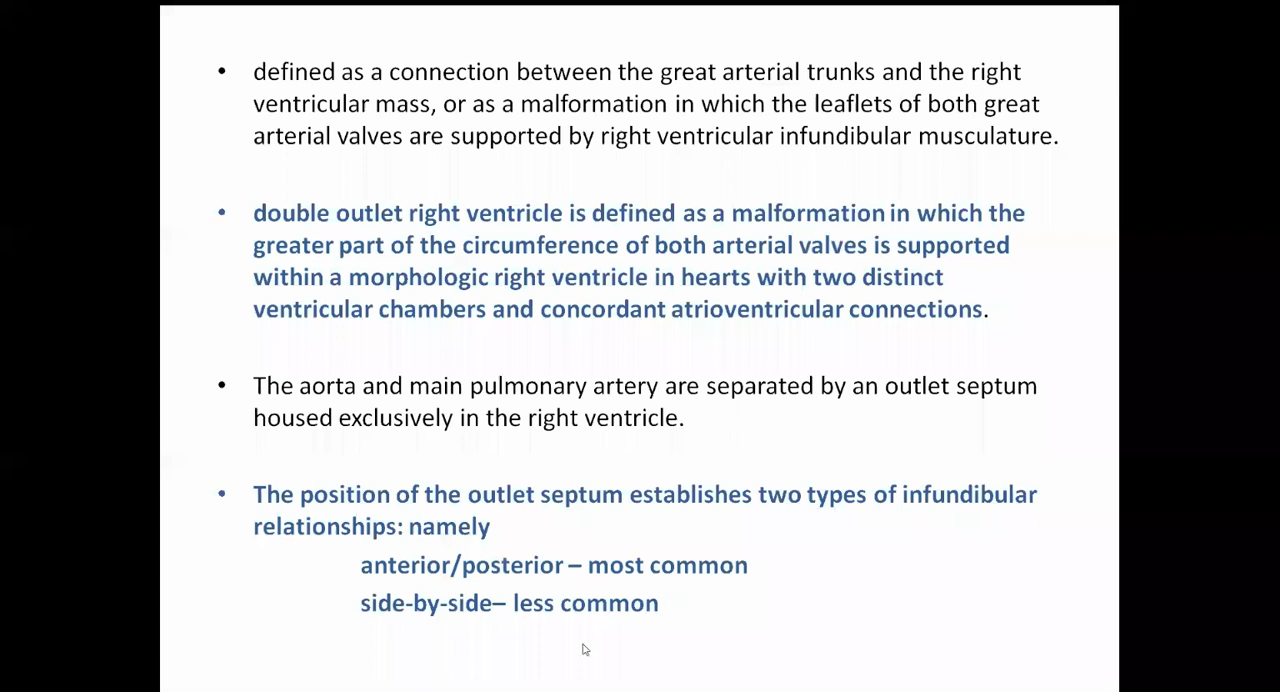 • defined as a connection between the great arterial trunks and the right
ventricular mass, or as a malformation in which the leaflets of both great
arterial valves are supported by right ventricular infundibular musculature.
• double outlet right ventricle is defined as a malformation in which the
greater part of the circumference of both arterial valves is supported
within a morphologic right ventricle in hearts with two distinct
ventricular chambers and concordant atrioventricular connections.
• The aorta and main pulmonary artery are separated by an outlet septum
housed exclusively in the right ventricle.
• The position of the outlet septum establishes two types of infundibular
relationships: namely
anterior/posterior – most common
side-by-side– less common